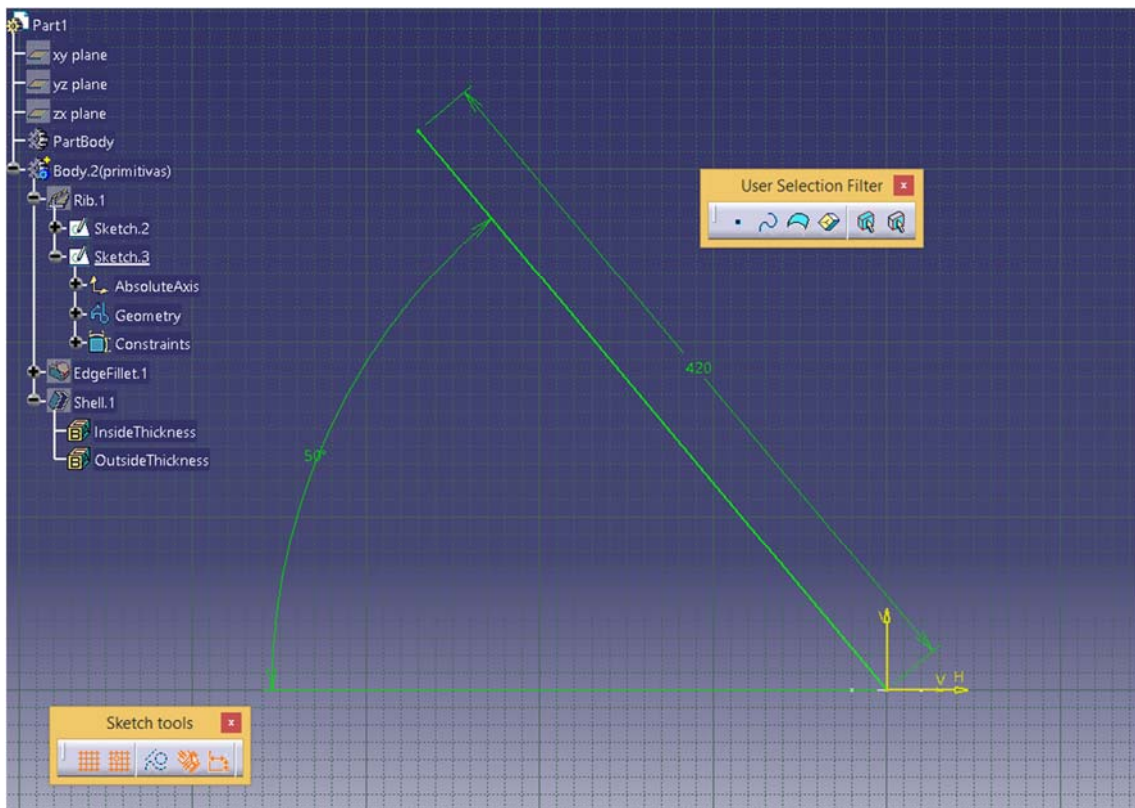 Part1
xy plane
yz plane
zx plane
PartBody
Body.2(primitivas)
Rib.1
Sketch.2
Sketch.3
AbsoluteAxis
Geometry
Constraints
EdgeFillet.1
Shell.1
InsideThickness
OutsideThickness
User Selection Filter
420
50°
V H
Sketch tools